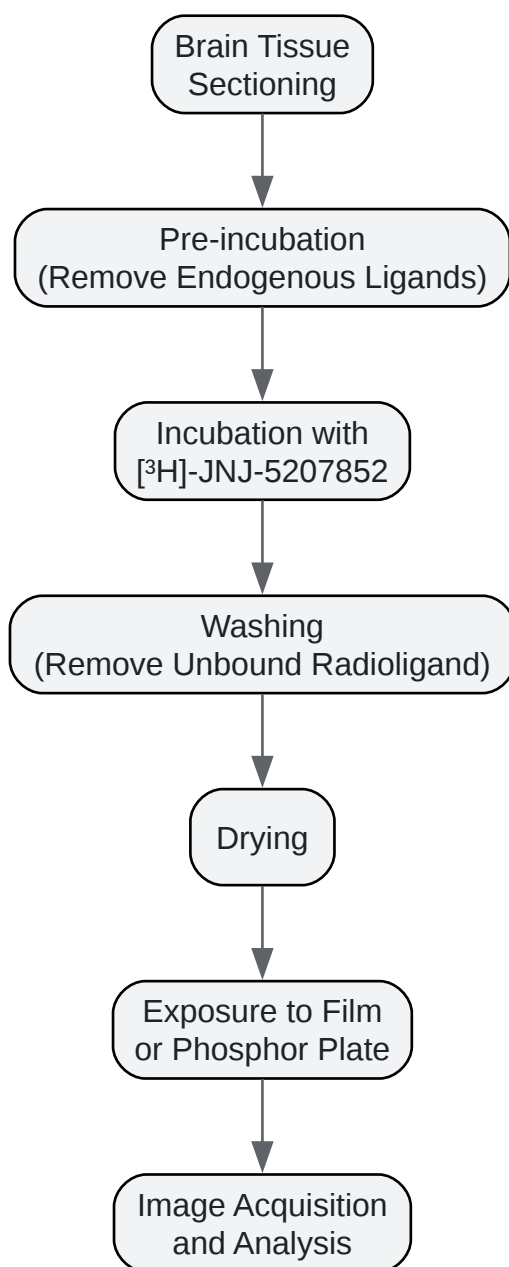 Brain Tissue
Sectioning
Pre-incubation
(Remove Endogenous Ligands)
Incubation with
[³H]-JNJ-5207852
Washing
(Remove Unbound Radioligand)
Drying
Exposure to Film
or Phosphor Plate
Image Acquisition
and Analysis